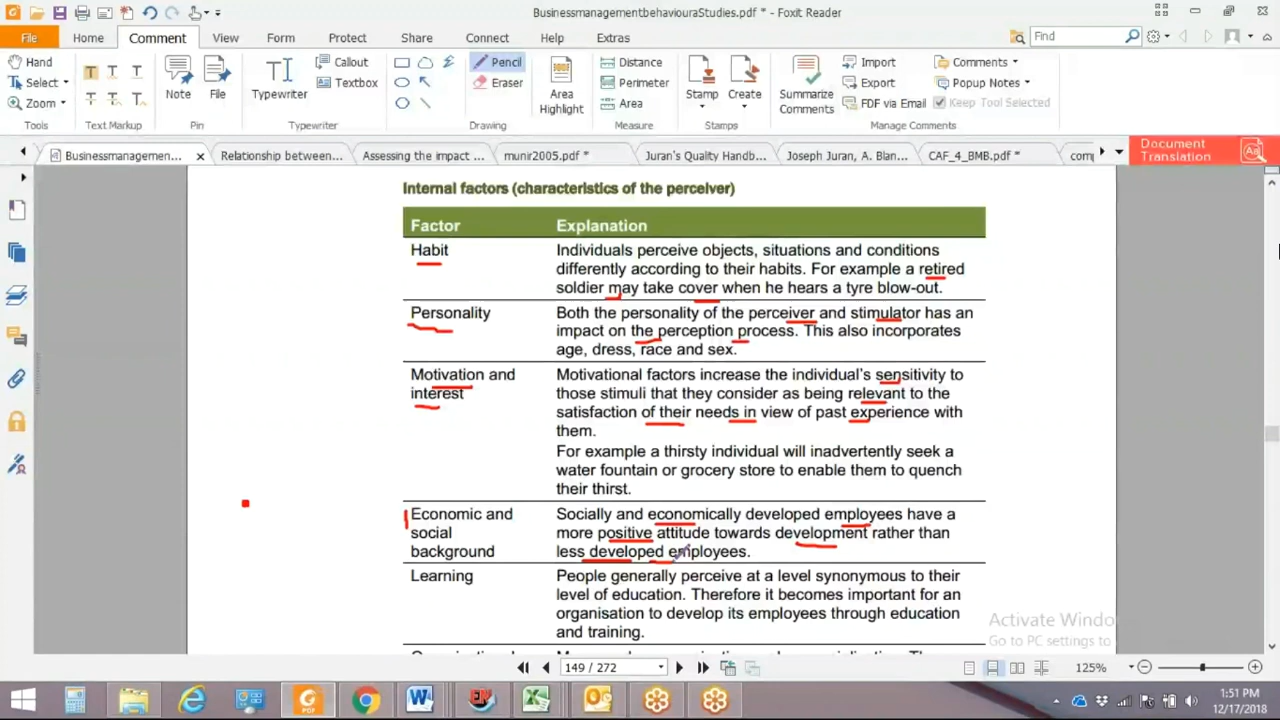 BusinessmanagementbehaviouraStudies.pdf * - Foxit Reader
File Home Comment View Form Protect Share Connect Help Extras
Find
Hand
Select
Zoom
Tools
Text Markup
Note
File
Pin
Typewriter
Callout
Textbox
Typewriter
Pencil
Eraser
Drawing
Area
Highlight
Distance
Perimeter
Area
Measure
Stamp
Create
Stamps
Summarize
Comments
Import
Export
FDF via Email
Comments
Popup Notes
Keep Tool Selected
Manage Comments
Businessmanagemen... Relationship between... Assessing the impact ... munir2005.pdf * Juran's Quality Handb... Joseph Juran, A. Blan... CAF_4_BMB.pdf * comp
Document
Translation
Internal factors (characteristics of the perceiver)
Factor Explanation
Habit Individuals perceive objects, situations and conditions
differently according to their habits. For example a retired
soldier may take cover when he hears a tyre blow-out.
Personality Both the personality of the perceiver and stimulator has an
impact on the perception process. This also incorporates
age, dress, race and sex.
Motivation and Motivational factors increase the individual's sensitivity to
interest those stimuli that they consider as being relevant to the
satisfaction of their needs in view of past experience with
them.
For example a thirsty individual will inadvertently seek a
water fountain or grocery store to enable them to quench
their thirst.
Economic and Socially and economically developed employees have a
social more positive attitude towards development rather than
background less developed employees.
Learning People generally perceive at a level synonymous to their
level of education. Therefore it becomes important for an
organisation to develop its employees through education
and training.
Activate Windo
Go to PC settings to
149 / 272
125%
1:51 PM
12/17/2018